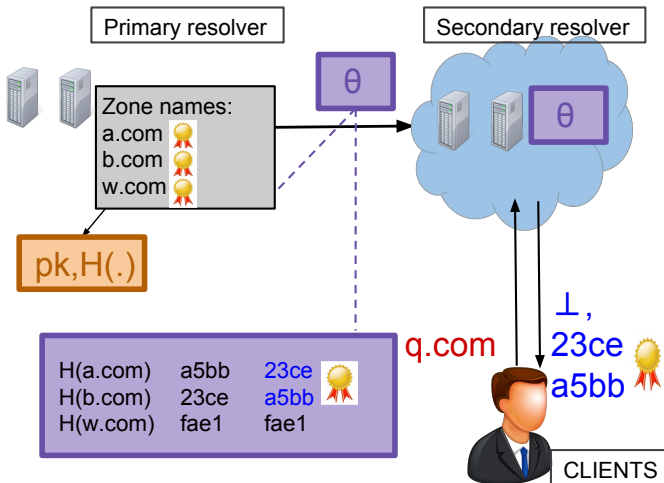 Primary resolver
Secondary resolver
θ
θ
Zone names:
a.com
b.com
w.com
pk,H(.)
q.com
⊥,
23ce
a5bb
H(a.com) a5bb 23ce
H(b.com) 23ce a5bb
H(w.com) fae1 fae1
CLIENTS